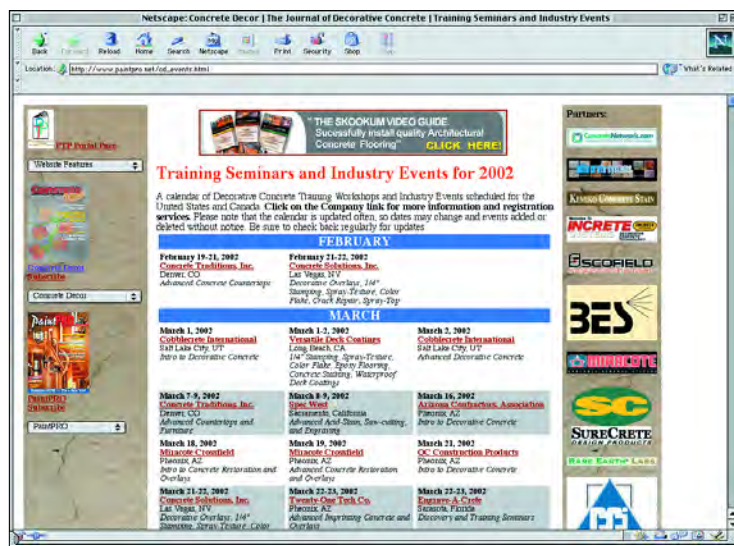 Netscape: Concrete Decor | The Journal of Decorative Concrete | Training Seminars and Industry Events
Back
Reload
Home
Search
Netscape
Print
Security
Shop
Location:
http://www.paintpro.net/cd_events.html
What's Related
PTP Portal Page
Website Features
Concrete Decor
Subscribe
Concrete Decor
PaintPRO
Subscribe
PaintPRO
"THE SKOOKUM VIDEO GUIDE
Sucessfully install quality Architectural
Concrete Flooring"
CLICK HERE!
Training Seminars and Industry Events for 2002
A calendar of Decorative Concrete Training Workshops and Industry Events scheduled for the
United States and Canada. Click on the Company link for more information and registration
services. Please note that the calendar is updated often, so dates may change and events added or
deleted without notice. Be sure to check back regularly for updates
FEBRUARY
February 19-21, 2002
Concrete Traditions, Inc.
Denver, CO
Advanced Concrete Countertops
February 21-22, 2002
Concrete Solutions, Inc.
Las Vegas, NV
Decorative Overlays, 1/4"
Stamping, Spray-Texture, Color
Flake, Crack Repair, Spray-Top
MARCH
March 1, 2002
Cobblecrete International
Salt Lake City, UT
Intro to Decorative Concrete
March 1-2, 2002
Versatile Deck Coatings
Long Beach, CA
1/4" Stamping, Spray-Texture,
Color Flake, Epoxy Flooring,
Concrete Staining, Waterproof
Deck Coatings
March 2, 2002
Cobblecrete International
Salt Lake City, UT
Advanced Decorative Concrete
March 7-9, 2002
Concrete Traditions, Inc.
Denver, CO
Advanced Countertops and
Furniture
March 8-9, 2002
Spec West
Sacramento, California
Advanced Acid-Stain, Saw-cutting,
and Engraving
March 16, 2002
Arizona Contractors, Association
Pheonix, AZ
Intro to Decorative Concrete
March 18, 2002
Miracote Crossfield
Pheonix, AZ
Intro to Concrete Restoration and
Overlays
March 19, 2002
Miracote Crossfield
Pheonix, AZ
Advanced Concrete Restoration
and Overlays
March 21, 2002
QC Construction Products
Pheonix, AZ
Intro to Decorative Concrete
March 21-22, 2002
Concrete Solutions, Inc.
Las Vegas, NV
Decorative Overlays, 1/4"
Stamping, Spray-Texture, Color
March 22-23, 2002
Twenty-One Tech Co.
Pheonix, AZ
Advanced Imprinting Concrete and
Overlays
March 22-23, 2002
Engrave-A-Crete
Sarasota, Florida
Discovery and Training Seminars
Partners:
ConcreteNetwork.com
KEMIKO CONCRETE STAIN
INCRETE
SCOFIELD
BES
MIRACOTE
SC
SURECRETE
DESIGN PRODUCTS
RARE EARTH LABS